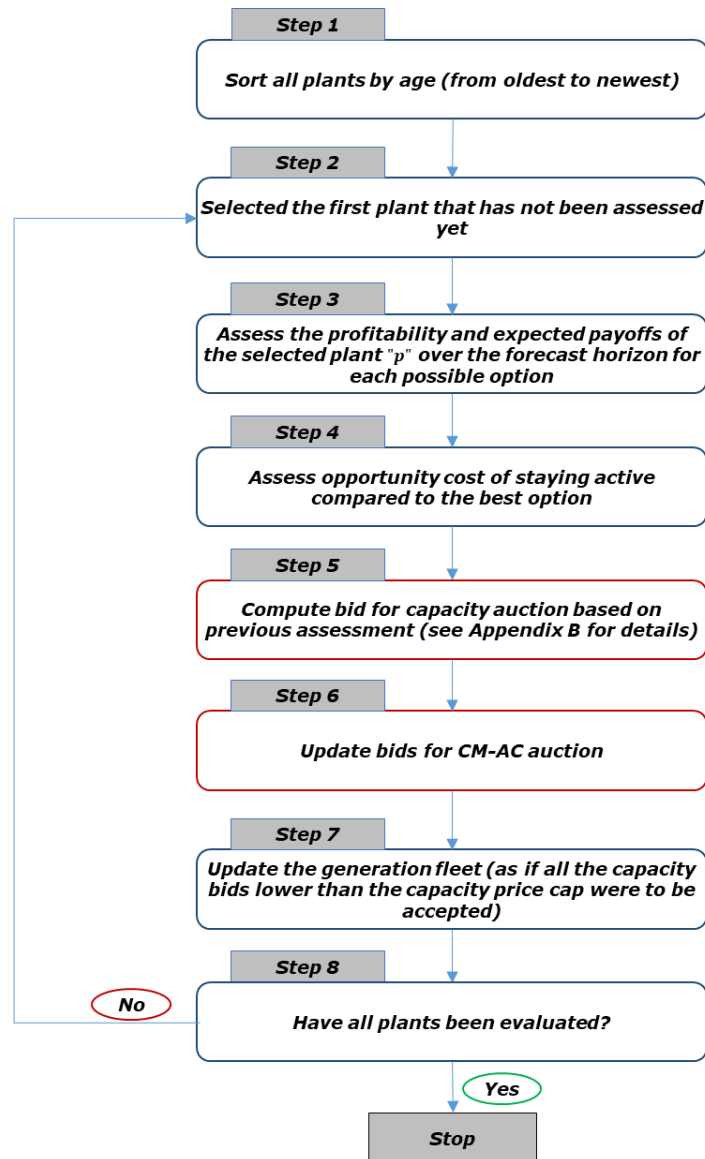 Step 1
Sort all plants by age (from oldest to newest)
Step 2
Selected the first plant that has not been assessed
yet
Step 3
Assess the profitability and expected payoffs of
the selected plant "p" over the forecast horizon for
each possible option
Step 4
Assess opportunity cost of staying active
compared to the best option
Step 5
Compute bid for capacity auction based on
previous assessment (see Appendix B for details)
Step 6
Update bids for CM-AC auction
Step 7
Update the generation fleet (as if all the capacity
bids lower than the capacity price cap were to be
accepted)
Step 8
No
Have all plants been evaluated?
Yes
Stop